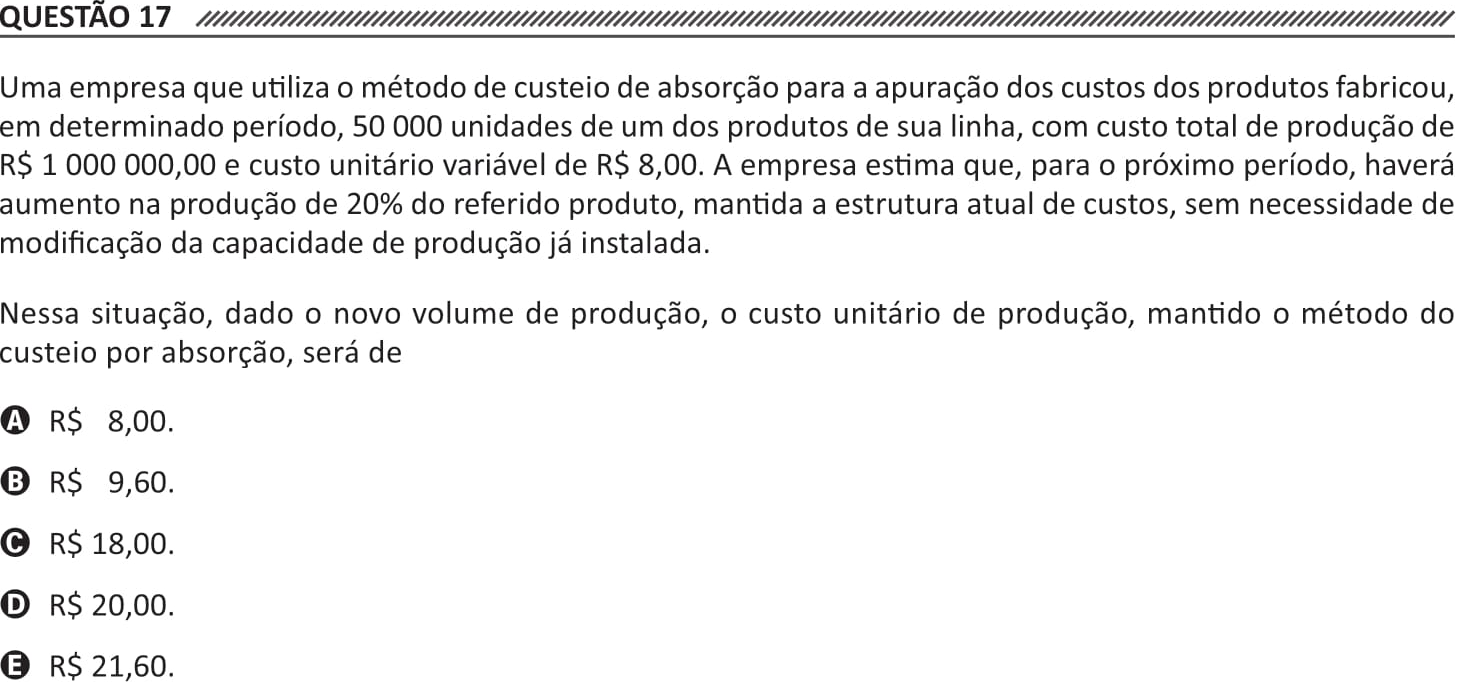 QUESTÃO 17
Uma empresa que utiliza o método de custeio de absorção para a apuração dos custos dos produtos fabricou,
em determinado período, 50 000 unidades de um dos produtos de sua linha, com custo total de produção de
R$ 1 000 000,00 e custo unitário variável de R$ 8,00. A empresa estima que, para o próximo período, haverá
aumento na produção de 20% do referido produto, mantida a estrutura atual de custos, sem necessidade de
modificação da capacidade de produção já instalada.
Nessa situação, dado o novo volume de produção, o custo unitário de produção, mantido o método do
custeio por absorção, será de
A R$ 8,00.
B R$ 9,60.
C R$ 18,00.
D R$ 20,00.
E R$ 21,60.